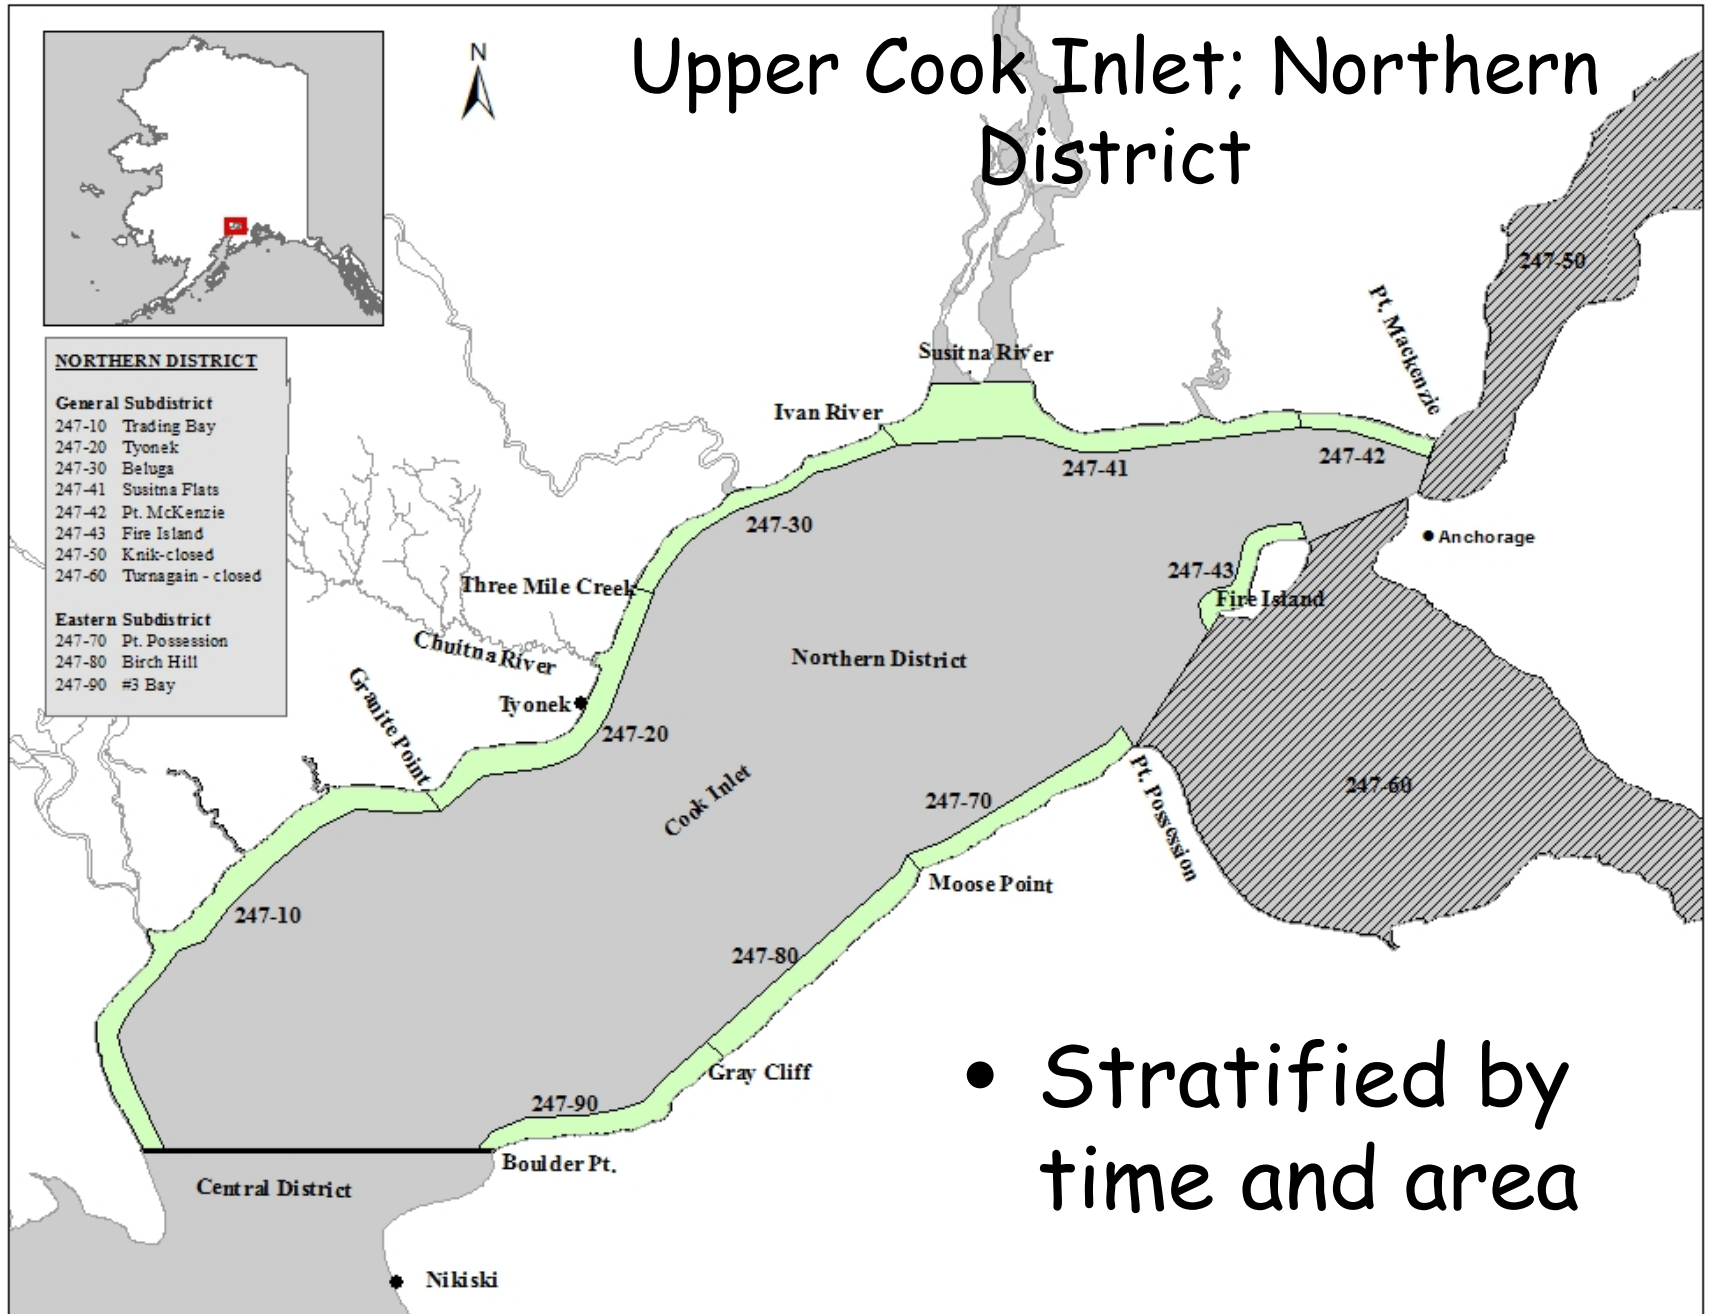 Upper Cook Inlet; Northern
District
N
NORTHERN DISTRICT
General Subdistrict
247-10 Trading Bay
247-20 Tyonek
247-30 Beluga
247-41 Susitna Flats
247-42 Pt. McKenzie
247-43 Fire Island
247-50 Knik-closed
247-60 Turnagain - closed
Eastern Subdistrict
247-70 Pt. Possession
247-80 Birch Hill
247-90 #3 Bay
247-50
Pt. Mackenzie
Susitna River
Ivan River
247-41
247-42
247-30
Anchorage
247-43
Fire Island
Three Mile Creek
Chuitna River
Northern District
Granite Point
Tyonek
247-20
Cook Inlet
247-70
Pt. Possession
247-60
Moose Point
247-10
247-80
Gray Cliff
247-90
Boulder Pt.
Central District
Nikiski
• Stratified by
time and area